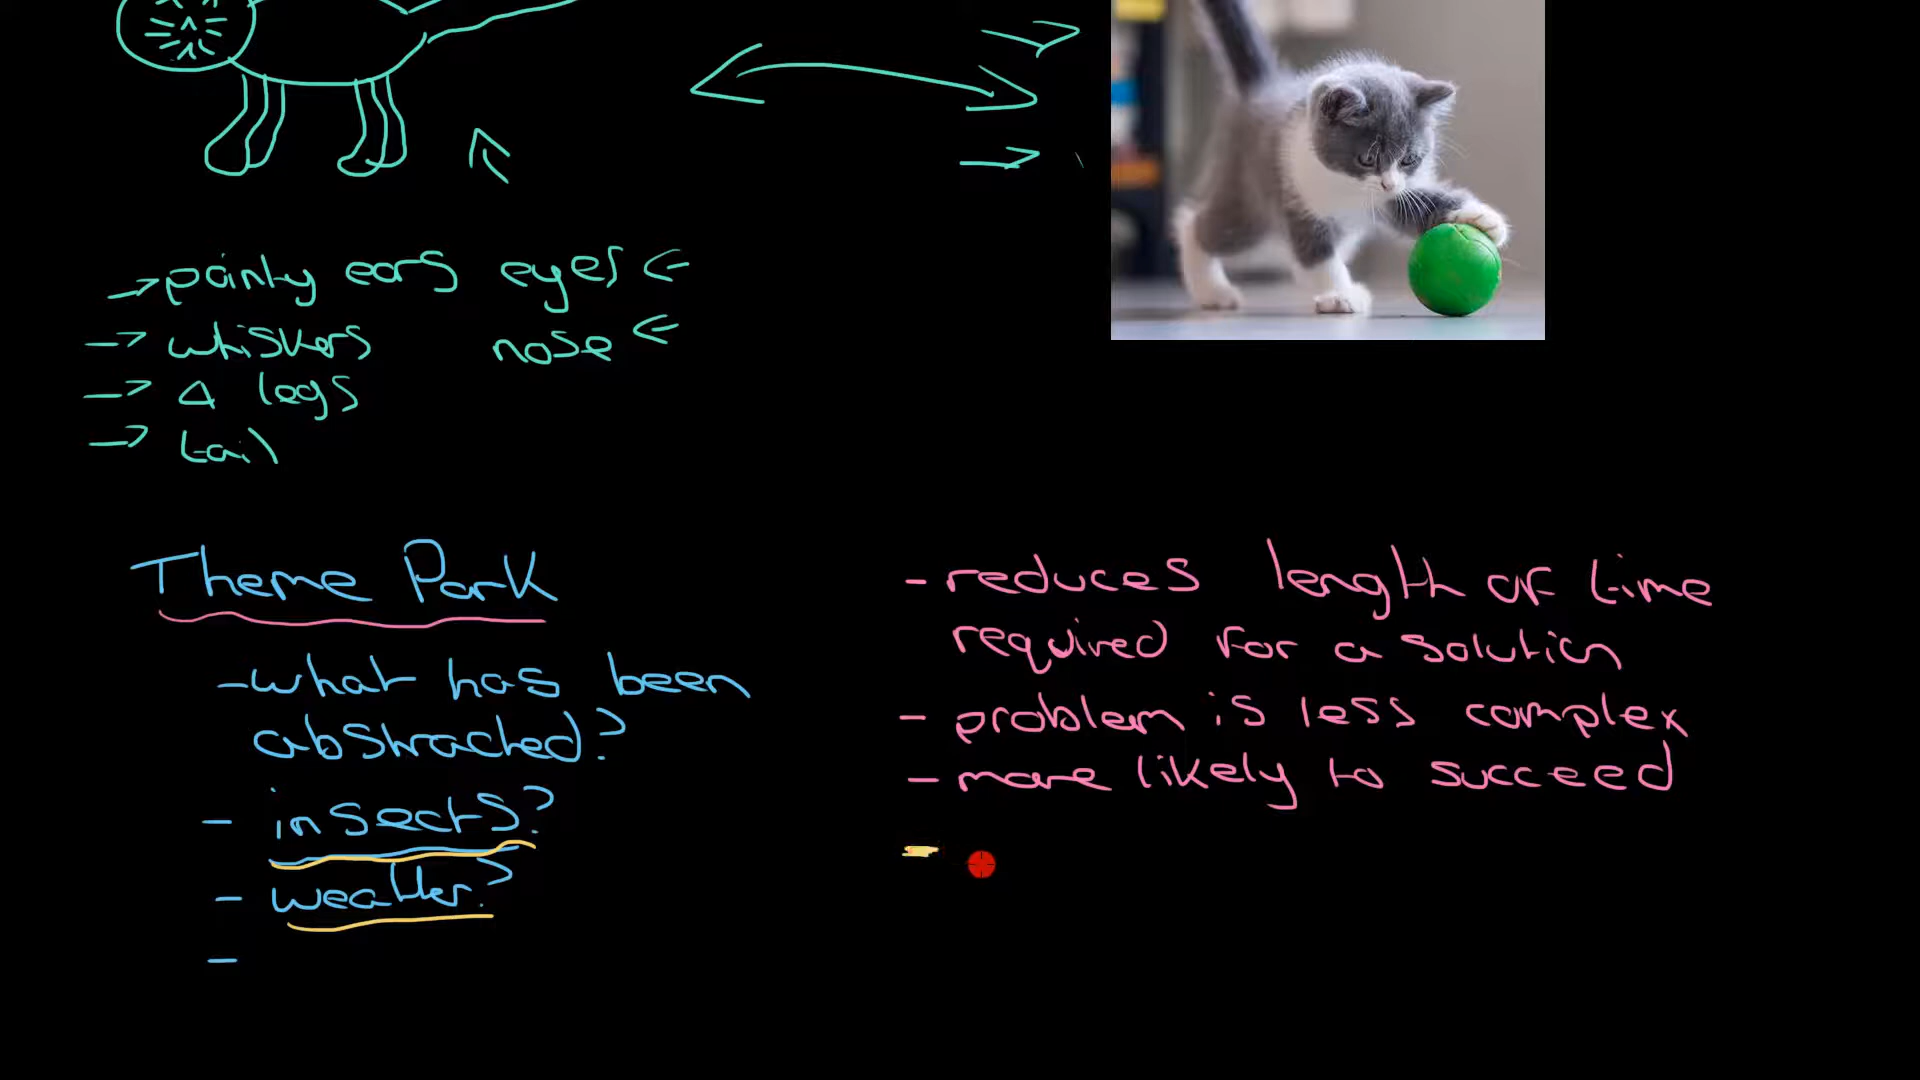 → pointy ears eyes ←
→ whiskers nose ←
→ 4 legs
→ tail
Theme Park
- what has been
abstracted?
- insects?
- weather?
-
- reduces length of time
required for a solution
- problem is less complex
- more likely to succeed
-